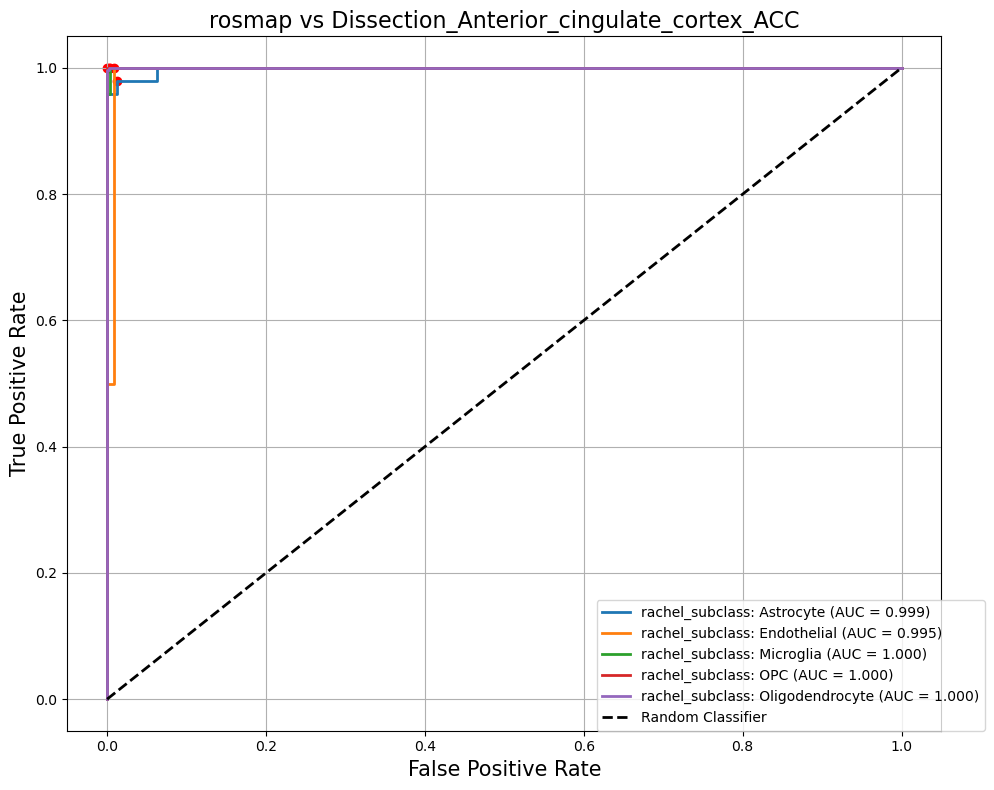 rosmap vs Dissection_Anterior_cingulate_cortex_ACC
True Positive Rate
1.0
0.8
0.6
0.4
0.2
0.0
0.0
0.2
0.4
0.6
0.8
1.0
False Positive Rate
rachel_subclass: Astrocyte (AUC = 0.999)
rachel_subclass: Endothelial (AUC = 0.995)
rachel_subclass: Microglia (AUC = 1.000)
rachel_subclass: OPC (AUC = 1.000)
rachel_subclass: Oligodendrocyte (AUC = 1.000)
Random Classifier